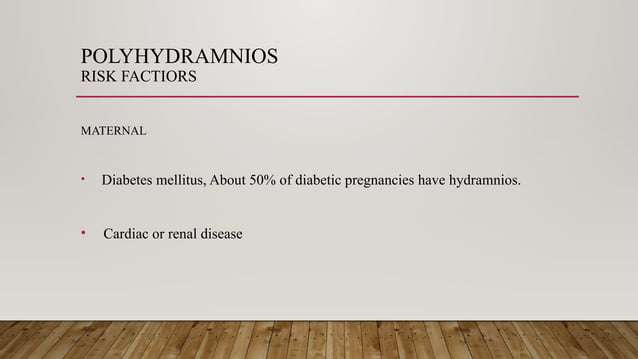 POLYHYDRAMNIOS
RISK FACTIORS
MATERNAL
• Diabetes mellitus, About 50% of diabetic pregnancies have hydramnios.
• Cardiac or renal disease